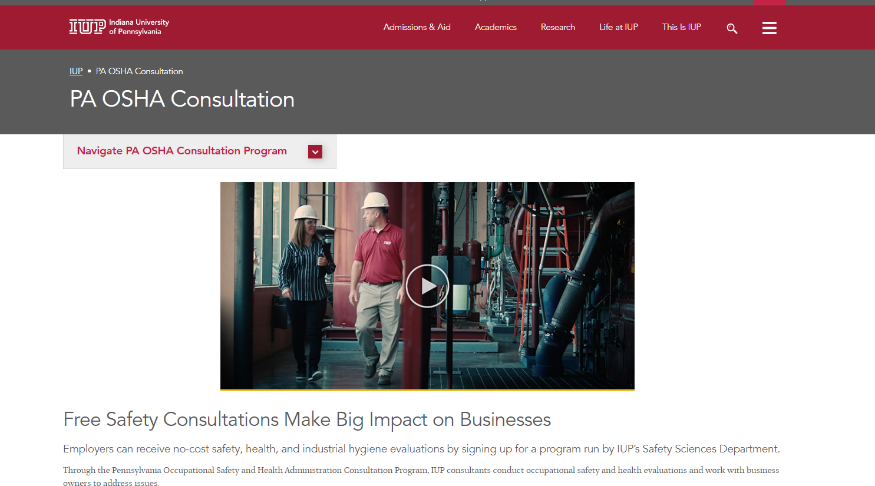 IUP Indiana University
of Pennsylvania
Admissions & Aid Academics Research Life at IUP This Is IUP
IUP • PA OSHA Consultation
PA OSHA Consultation
Navigate PA OSHA Consultation Program
Free Safety Consultations Make Big Impact on Businesses
Employers can receive no-cost safety, health, and industrial hygiene evaluations by signing up for a program run by IUP's Safety Sciences Department.
Through the Pennsylvania Occupational Safety and Health Administration Consultation Program, IUP consultants conduct occupational safety and health evaluations and work with business
owners to address issues.